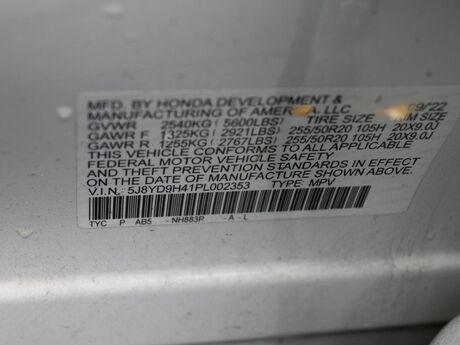 MFD. BY HONDA DEVELOPMENT &
MANUFACTURING OF AMERICA, LLC 09/22
GVWR 2540KG (5600LBS) TIRE SIZE RIM SIZE
GAWR F 1325KG (2921LBS) 255/50R20 105H 20X9.0J
GAWR R 1255KG (2767LBS) 255/50R20 105H 20X9.0J
THIS VEHICLE CONFORMS TO ALL APPLICABLE
FEDERAL MOTOR VEHICLE SAFETY
STANDARDS IN EFFECT
ON THE DATE OF MANUFACTURE SHOWN ABOVE.
V.I.N.: 5J8YD9H41PL002353 TYPE: MPV
TYC P AB5 - NH883P - A - L